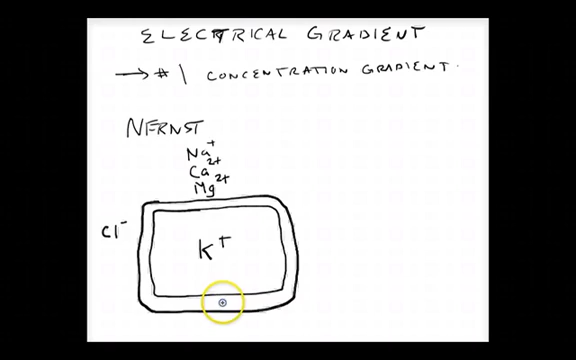 ELECTRICAL GRADIENT
→ #1 CONCENTRATION GRADIENT.
NERNST
Na+
Ca2+
Mg2+
Cl-
K+